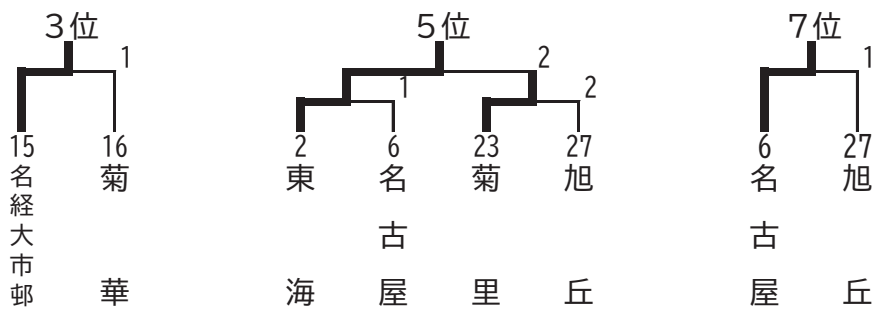 ３位
1
15 名経大市邨
16 菊華
５位
2
1
2
2 東海
6 名古屋
23 菊里
27 旭丘
７位
1
6 名古屋
27 旭丘